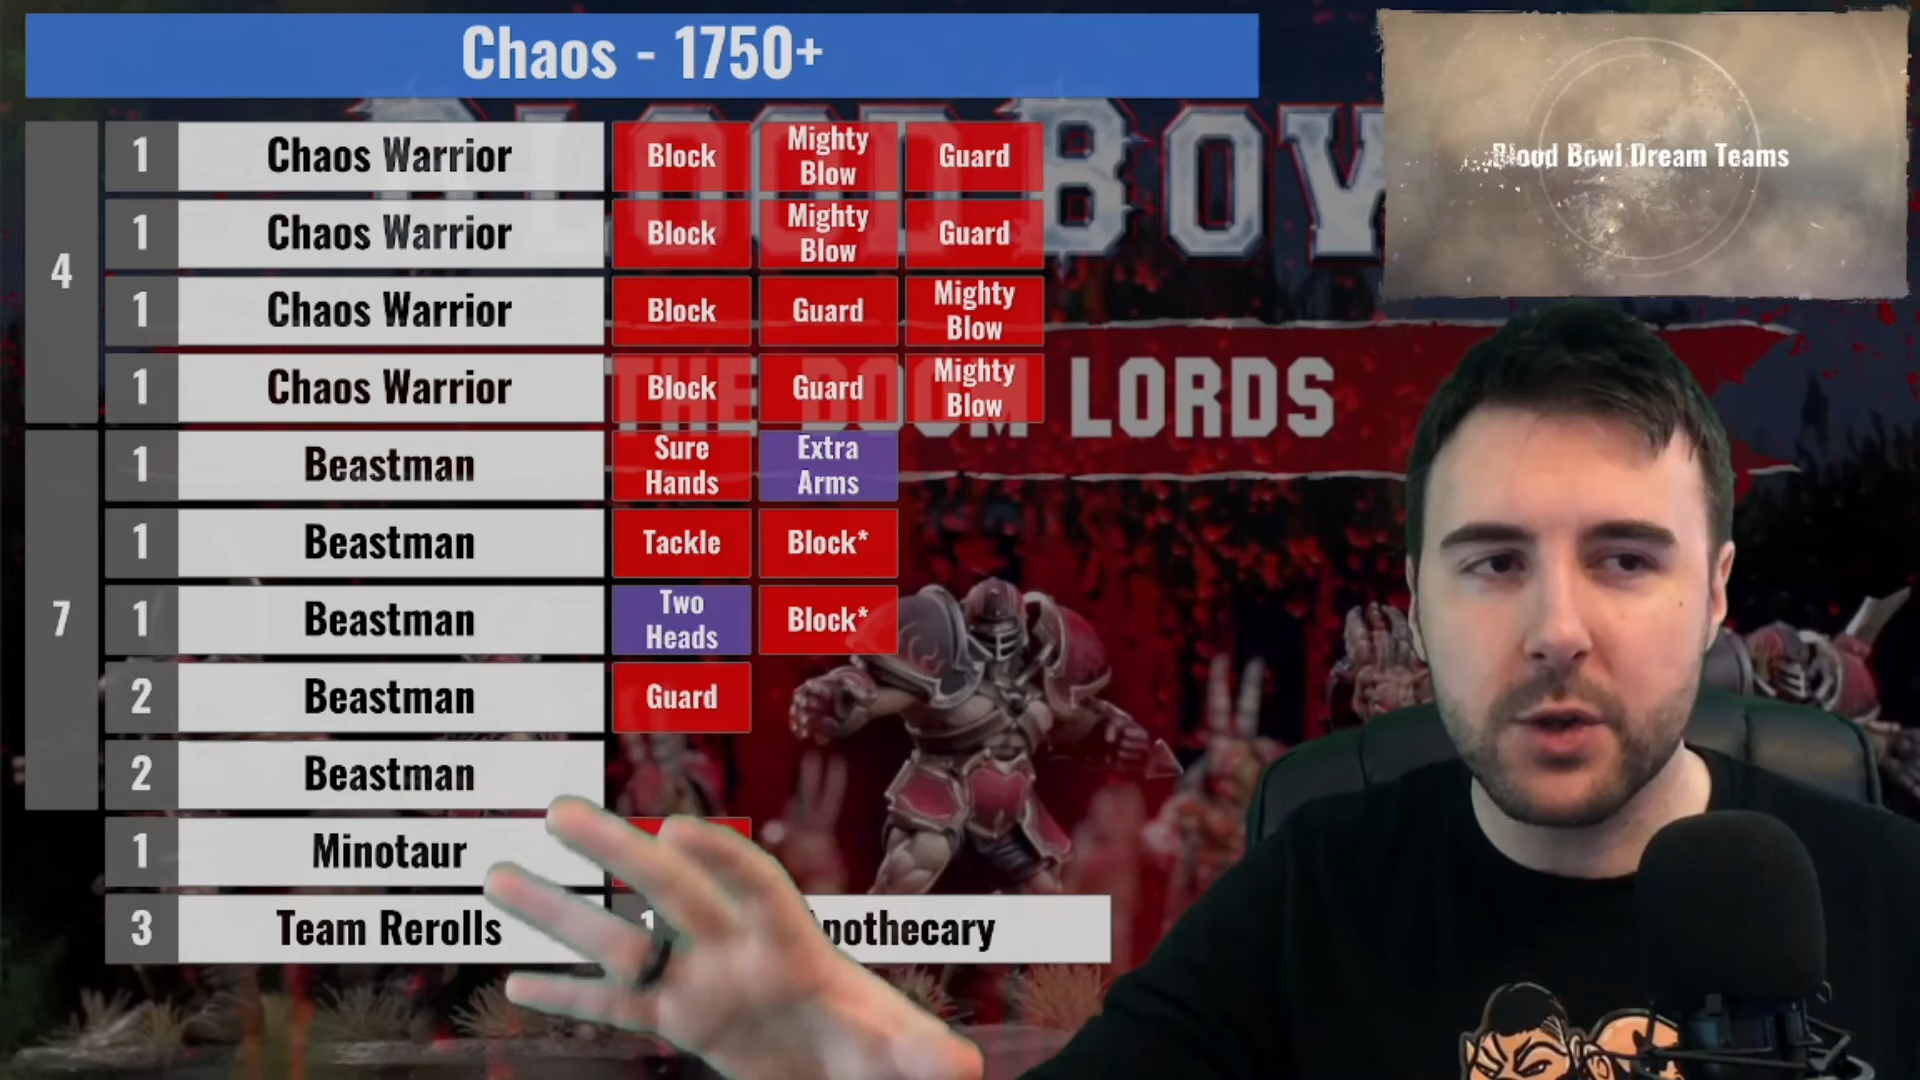 Chaos - 1750+
Blood Bowl Dream Teams
4
1 Chaos Warrior Block Mighty Blow Guard
1 Chaos Warrior Block Mighty Blow Guard
1 Chaos Warrior Block Guard Mighty Blow
1 Chaos Warrior Block Guard Mighty Blow
THE DOOM LORDS
7
1 Beastman Sure Hands Extra Arms
1 Beastman Tackle Block*
1 Beastman Two Heads Block*
2 Beastman Guard
2 Beastman
1 Minotaur
3 Team Rerolls 1